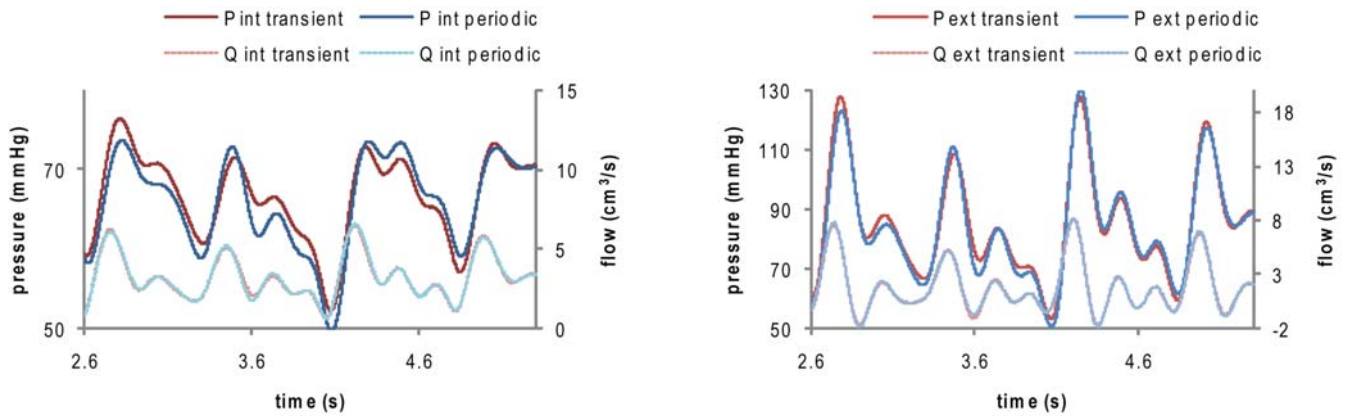 P int transient P int periodic
Q int transient Q int periodic
pressure (mmHg)
70
50
15
10
5
0
flow (cm³/s)
2.6 3.6 4.6
time (s)
P ext transient P ext periodic
Q ext transient Q ext periodic
pressure (mmHg)
130
110
90
70
50
18
13
8
3
-2
flow (cm³/s)
2.6 3.6 4.6
time (s)